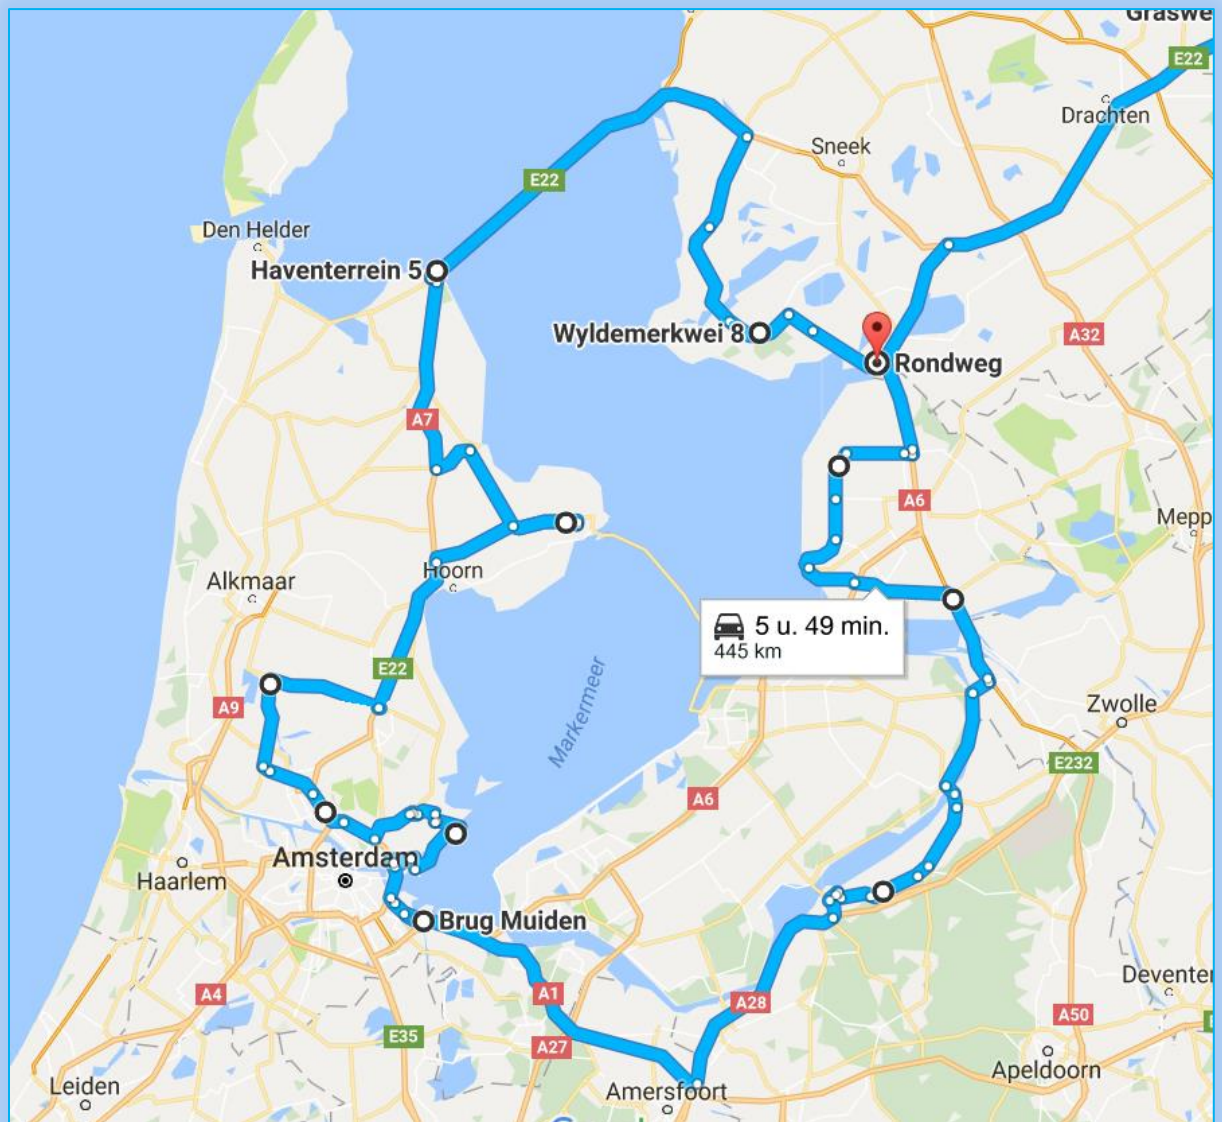 Graswe
E22
Drachten
Sneek
E22
Den Helder
Haventerrein 5
Wyldemerkwei 8
A32
Rondweg
A7
A6
Mepp
Hoorn
Alkmaar
5 u. 49 min.
445 km
E22
Markermeer
A9
Zwolle
E232
A6
Amsterdam
Haarlem
Brug Muiden
Deventer
A4
A1
A28
A50
E35
A27
Apeldoorn
Leiden
Amersfoort